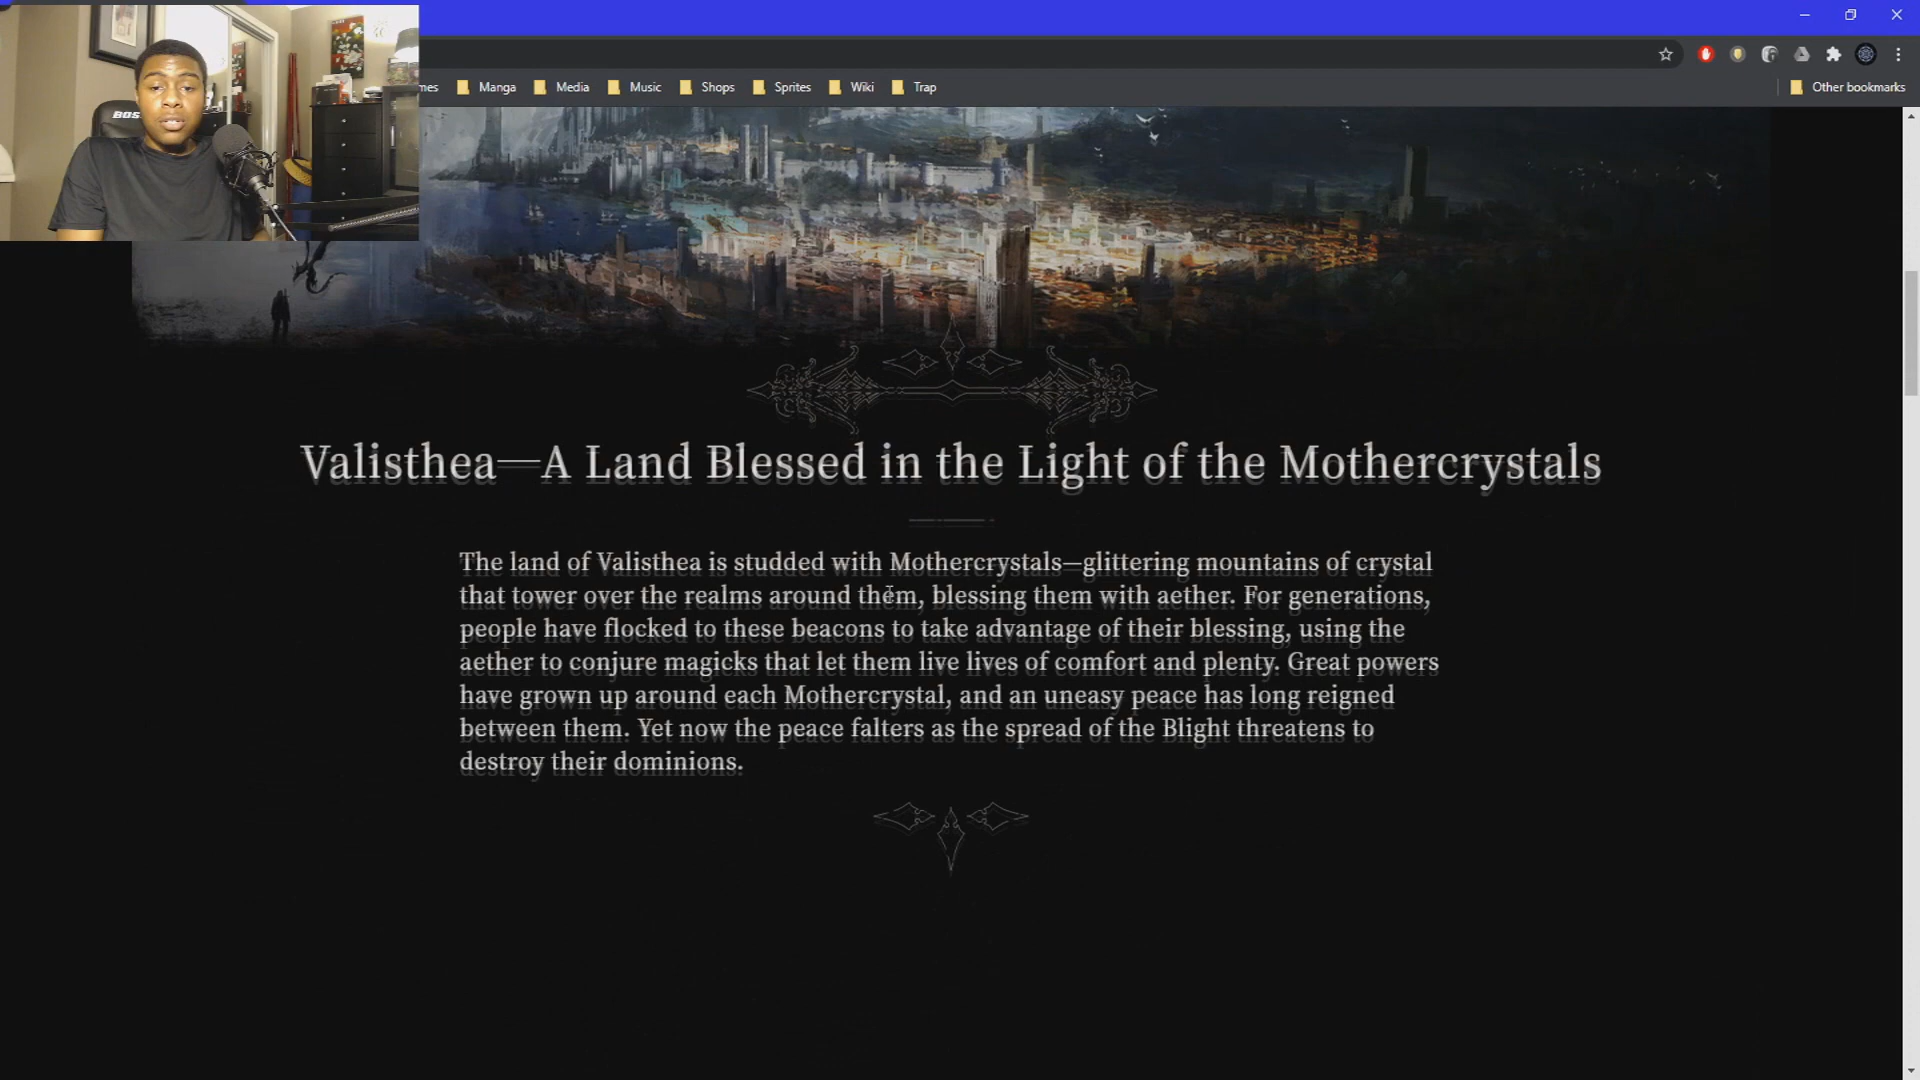 mes
Manga
Media
Music
Shops
Sprites
Wiki
Trap
Other bookmarks
BOS
Valisthea—A Land Blessed in the Light of the Mothercrystals
The land of Valisthea is studded with Mothercrystals—glittering mountains of crystal
that tower over the realms around them, blessing them with aether. For generations,
people have flocked to these beacons to take advantage of their blessing, using the
aether to conjure magicks that let them live lives of comfort and plenty. Great powers
have grown up around each Mothercrystal, and an uneasy peace has long reigned
between them. Yet now the peace falters as the spread of the Blight threatens to
destroy their dominions.